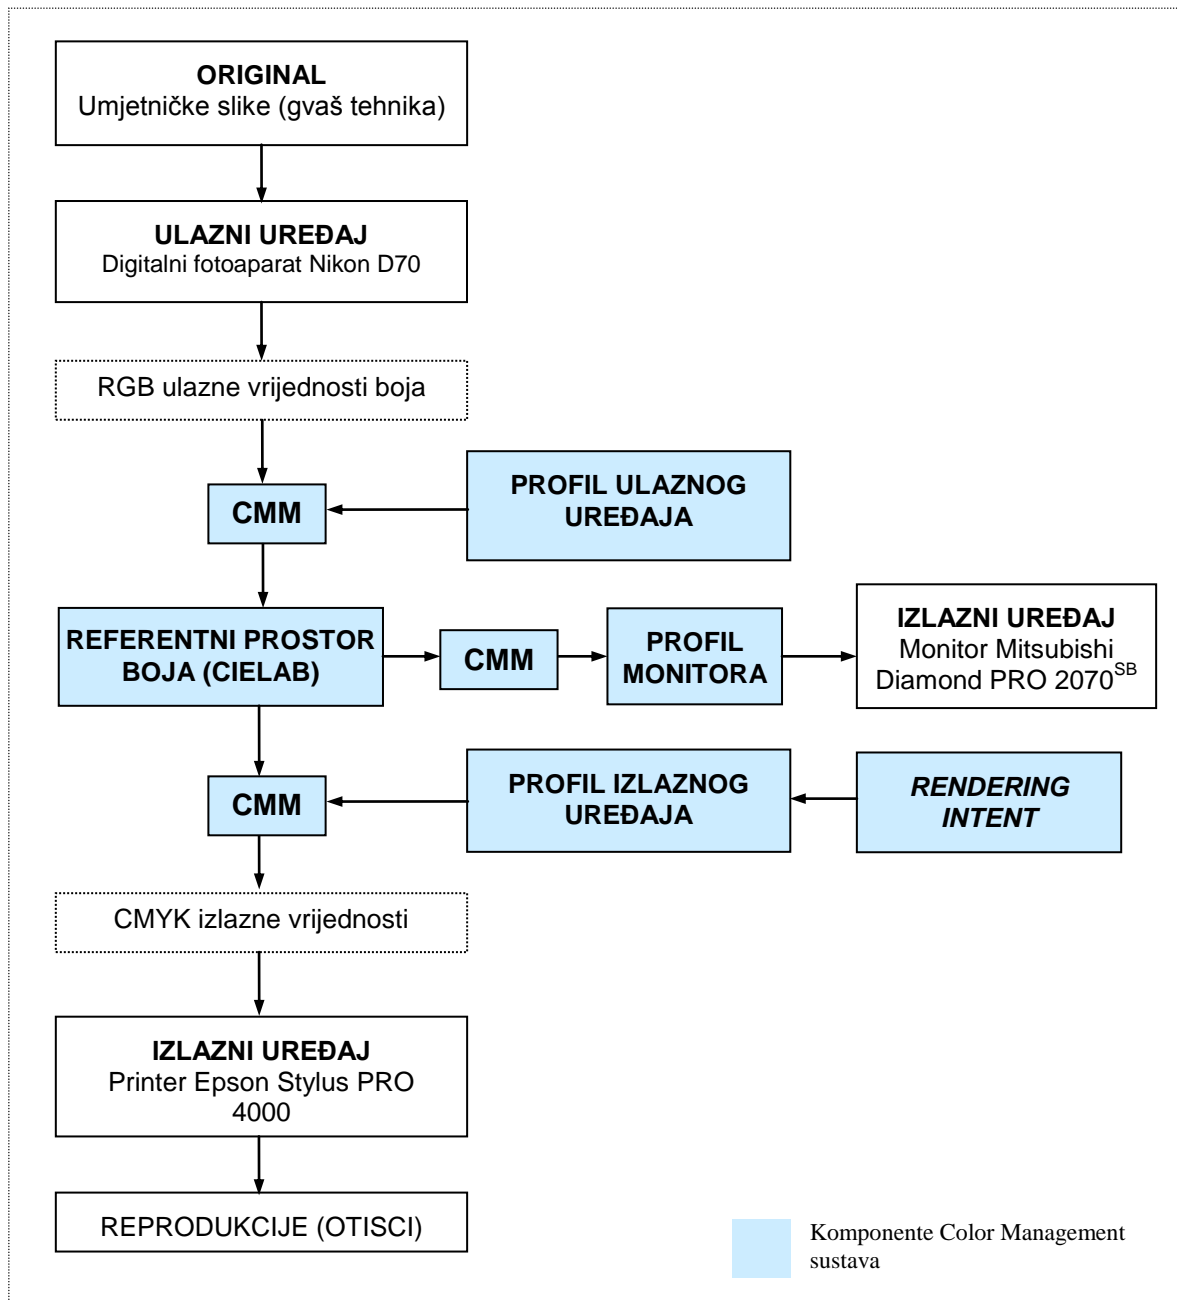 ORIGINAL
Umjetničke slike (gvaš tehnika)
ULAZNI UREĐAJ
Digitalni fotoaparat Nikon D70
RGB ulazne vrijednosti boja
CMM
PROFIL ULAZNOG
UREĐAJA
REFERENTNI PROSTOR
BOJA (CIELAB)
CMM
PROFIL
MONITORA
IZLAZNI UREĐAJ
Monitor Mitsubishi
Diamond PRO 2070SB
CMM
PROFIL IZLAZNOG
UREĐAJA
RENDERING
INTENT
CMYK izlazne vrijednosti
IZLAZNI UREĐAJ
Printer Epson Stylus PRO
4000
REPRODUKCIJE (OTISCI)
Komponente Color Management
sustava